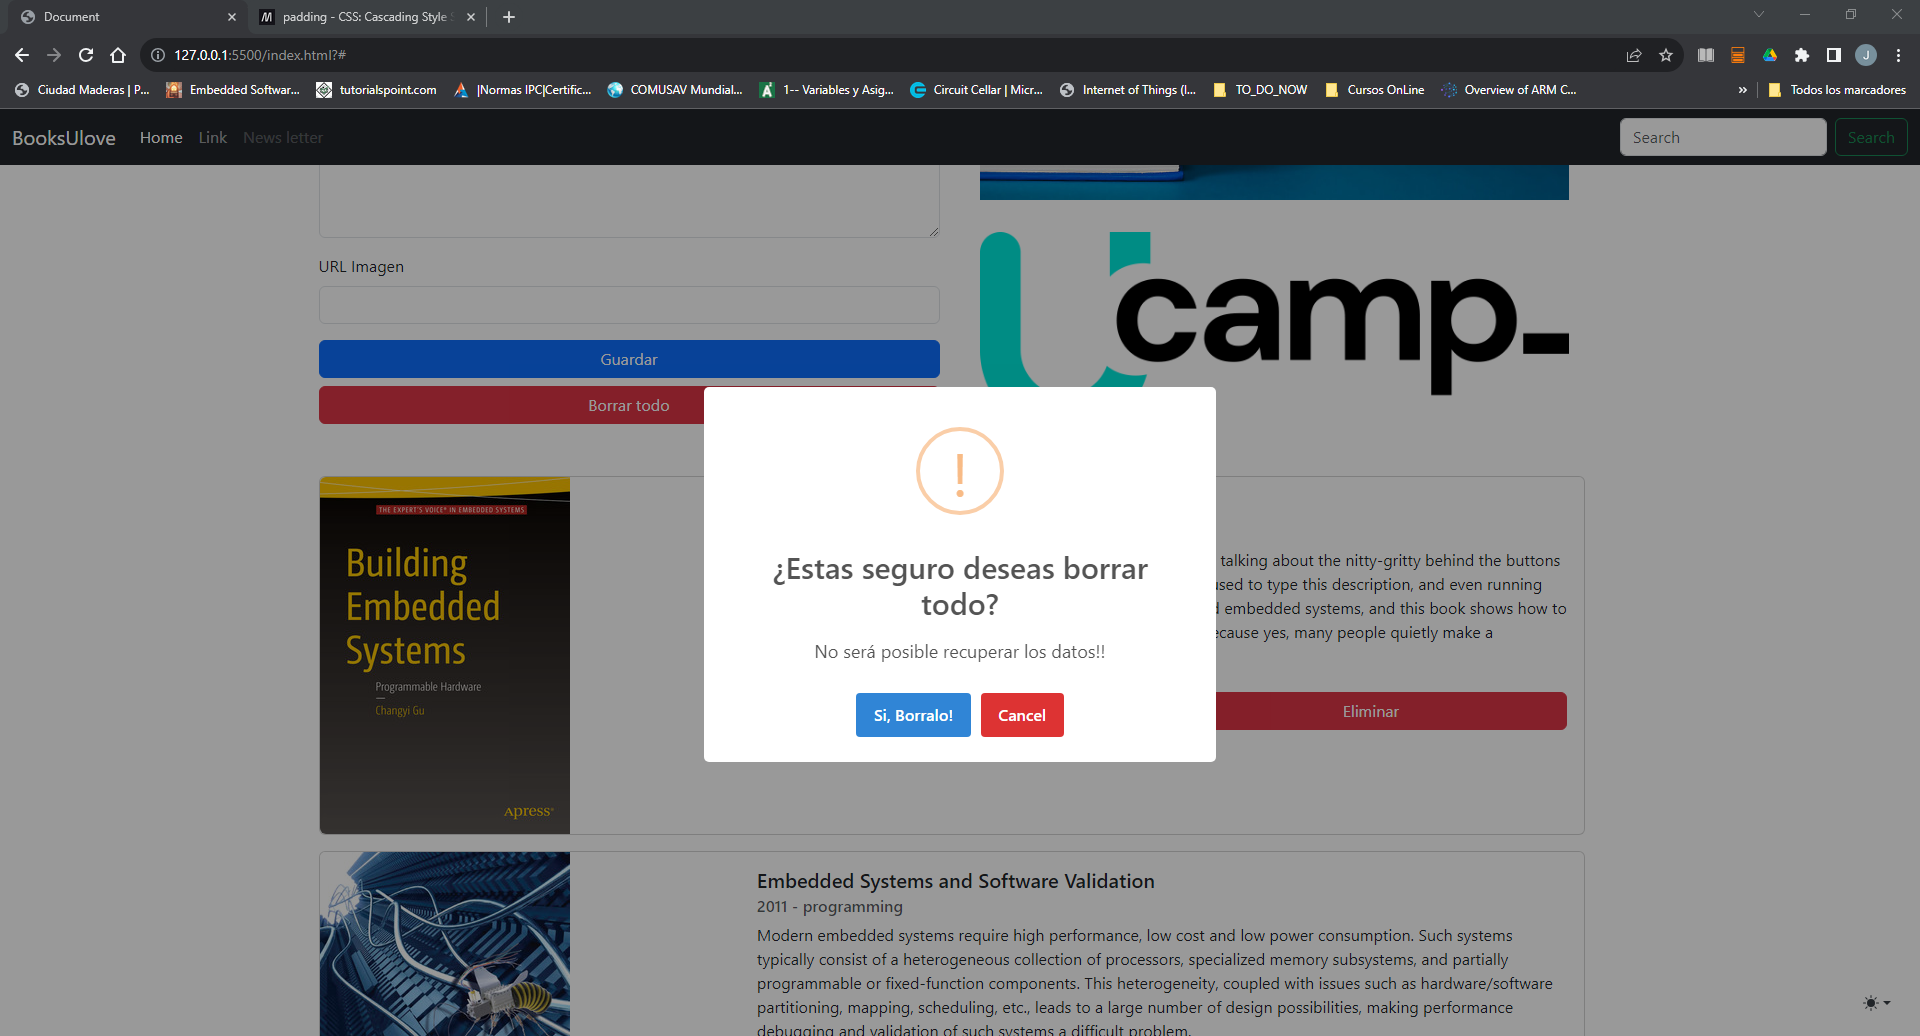 Document
padding - CSS: Cascading Style S
127.0.0.1:5500/index.html?#
J
Ciudad Maderas | P...
Embedded Softwar...
tutorialspoint.com
|Normas IPC|Certific...
COMUSAV Mundial...
1-- Variables y Asig...
Circuit Cellar | Micr...
Internet of Things (I...
TO_DO_NOW
Cursos OnLine
Overview of ARM C...
»
Todos los marcadores
BooksUlove
Home
Link
News letter
Search
Search
URL Imagen
Guardar
Borrar todo
Ucamp_
!
¿Estas seguro deseas borrar
todo?
No será posible recuperar los datos!!
Si, Borralo!
Cancel
THE EXPERT'S VOICE® IN EMBEDDED SYSTEMS
Building
Embedded
Systems
Programmable Hardware
Changyi Gu
Apress®
talking about the nitty-gritty behind the buttons
used to type this description, and even running
embedded systems, and this book shows how to
because yes, many people quietly make a
Eliminar
Embedded Systems and Software Validation
2011 - programming
Modern embedded systems require high performance, low cost and low power consumption. Such systems
typically consist of a heterogeneous collection of processors, specialized memory subsystems, and partially
programmable or fixed-function components. This heterogeneity, coupled with issues such as hardware/software
partitioning, mapping, scheduling, etc., leads to a large number of design possibilities, making performance
debugging and validation of such systems a difficult problem.